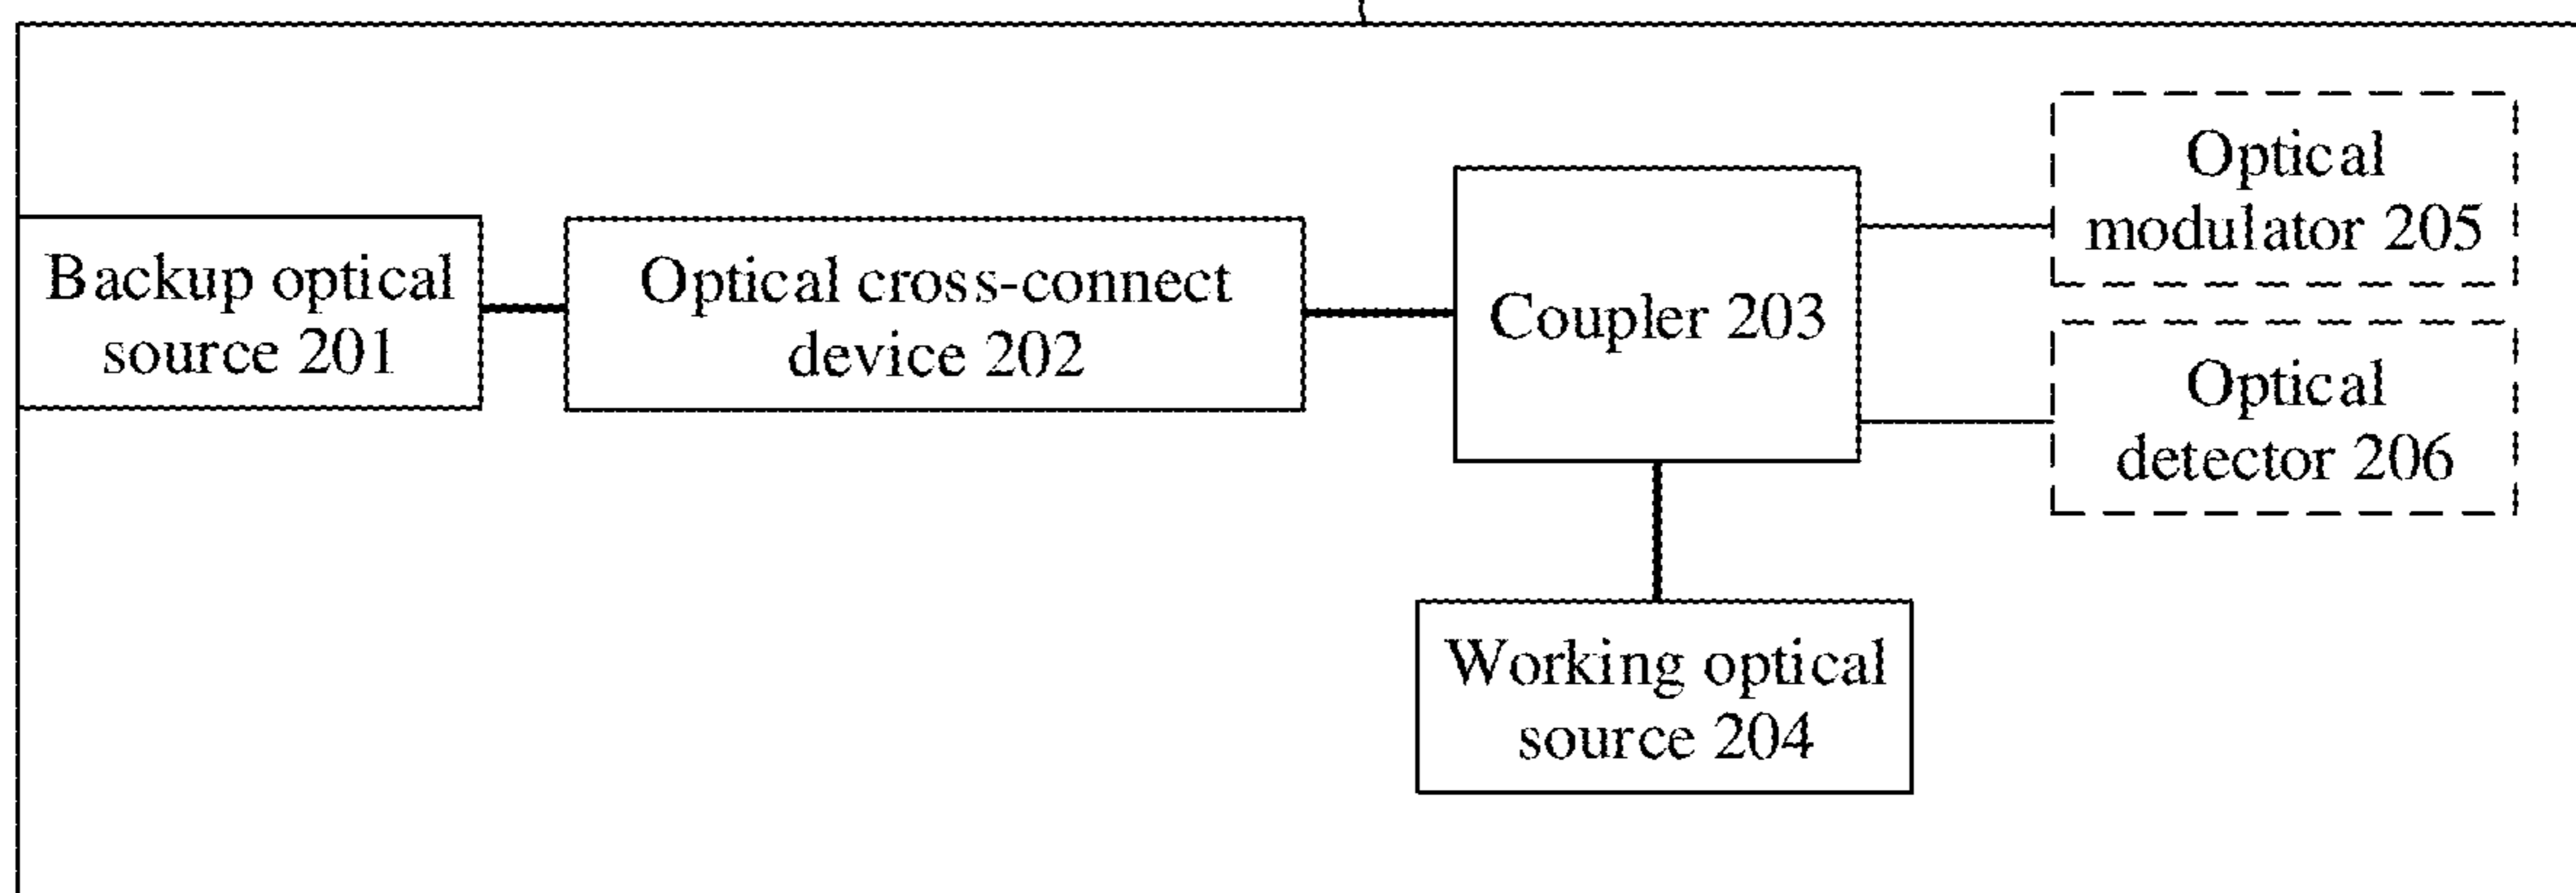 Backup optical
source 201
Optical cross-connect
device 202
Coupler 203
Optical
modulator 205
Optical
detector 206
Working optical
source 204